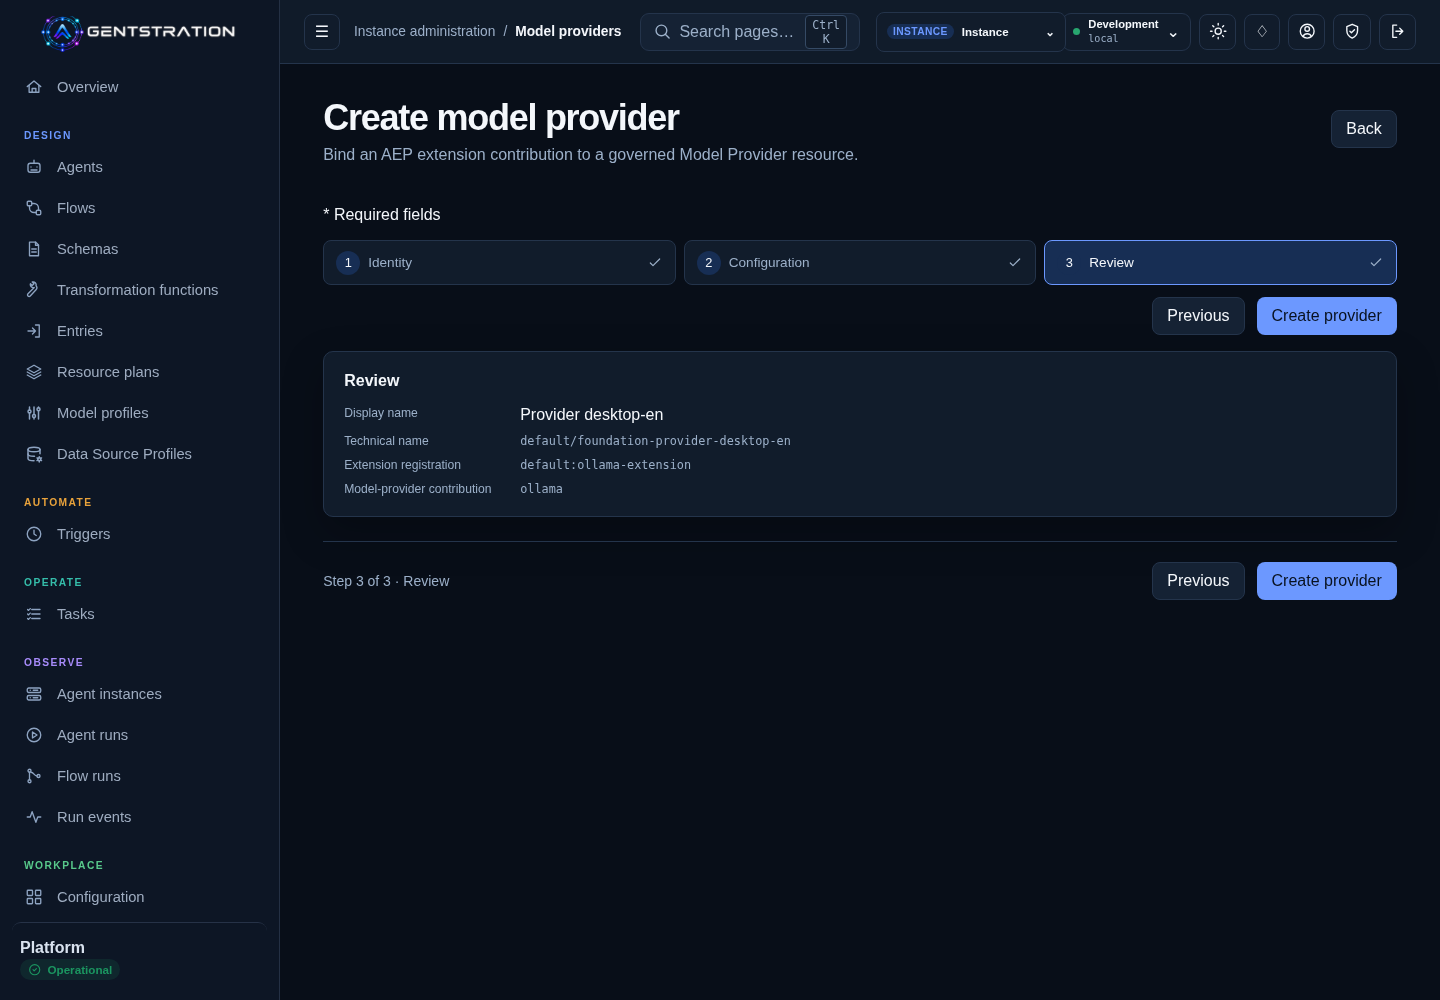 GENTSTRATION
Overview
DESIGN
Agents
Flows
Schemas
Transformation functions
Entries
Resource plans
Model profiles
Data Source Profiles
AUTOMATE
Triggers
OPERATE
Tasks
OBSERVE
Agent instances
Agent runs
Flow runs
Run events
WORKPLACE
Configuration
Platform
Operational
Instance administration / Model providers
Search pages…
Ctrl
K
INSTANCE Instance
Development
local
Create model provider
Bind an AEP extension contribution to a governed Model Provider resource.
Back
* Required fields
1 Identity
2 Configuration
3 Review
Previous
Create provider
Review
Display name Provider desktop-en
Technical name default/foundation-provider-desktop-en
Extension registration default:ollama-extension
Model-provider contribution ollama
Step 3 of 3 · Review
Previous
Create provider